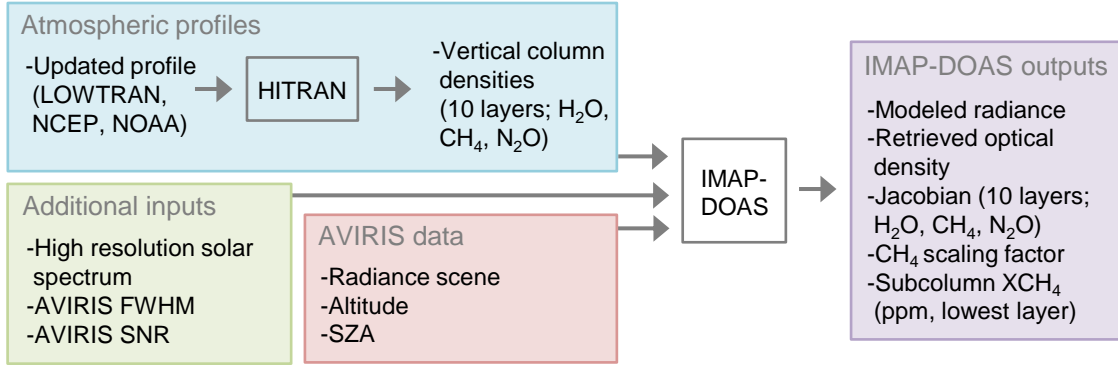 Atmospheric profiles
-Updated profile
(LOWTRAN,
NCEP, NOAA)
HITRAN
-Vertical column
densities
(10 layers; H₂O,
CH₄, N₂O)
Additional inputs
-High resolution solar
spectrum
-AVIRIS FWHM
-AVIRIS SNR
AVIRIS data
-Radiance scene
-Altitude
-SZA
IMAP-
DOAS
IMAP-DOAS outputs
-Modeled radiance
-Retrieved optical
density
-Jacobian (10 layers;
H₂O, CH₄, N₂O)
-CH₄ scaling factor
-Subcolumn XCH₄
(ppm, lowest layer)